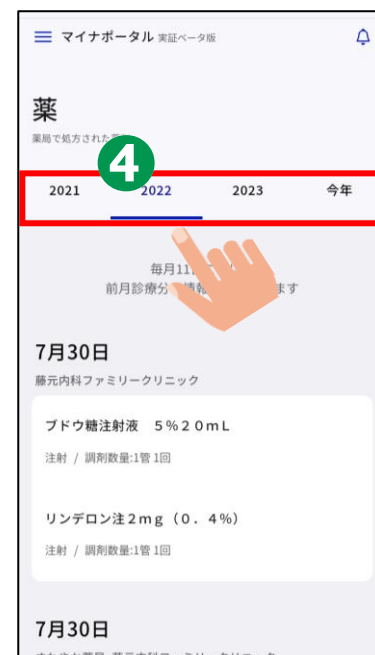 マイナポータル 実証ベータ版
薬
薬局で処方された
4
2021 2022 2023 今年
毎月11
前月診療分 情報 ます
7月30日
藤元内科ファミリークリニック
ブドウ糖注射液 5%20mL
注射 / 調剤数量:1管 1回
リンデロン注2mg(0.4%)
注射 / 調剤数量:1管 1回
7月30日